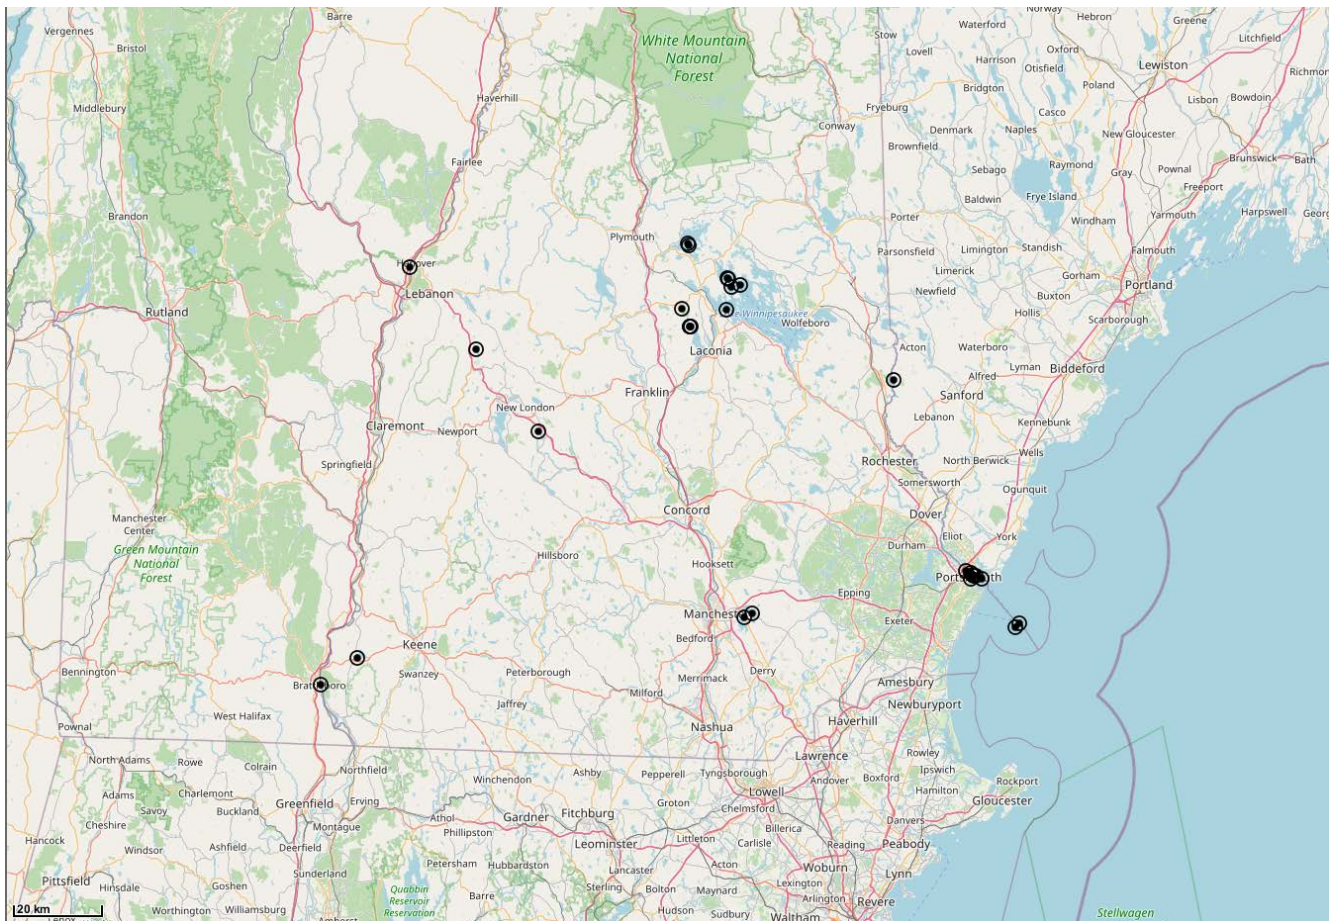 Barre
Norway
Hebron
Greene
Vergennes
Bristol
White Mountain
National
Forest
Stow
Waterford
Oxford
Litchfield
Lovell
Harrison
Otisfield
Lewiston
Richmon
Middlebury
Haverhill
Bridgton
Poland
Lisbon
Bowdoin
Fryeburg
Casco
Conway
Denmark
Naples
New Gloucester
Brownfield
Raymond
Fairlee
Sebago
Gray
Pownal
Brunswick
Bath
Freeport
Baldwin
Frye Island
Brandon
Porter
Windham
Yarmouth
Harpswell
Georg
Plymouth
Parsonsfield
Limington
Standish
Falmouth
Limerick
Gorham
Lebanon
Newfield
Buxton
Portland
Rutland
Hollis
Scarborough
Winnipesaukee
Wolfeboro
Waterboro
Laconia
Acton
Lyman
Biddeford
Alfred
Franklin
Sanford
New London
Claremont
Newport
Lebanon
Kennebunk
Springfield
Rochester
North Berwick
Wells
Somersworth
Ogunquit
Manchester
Center
Concord
Dover
York
Green Mountain
National
Forest
Durham
Eliot
Hillsboro
Hooksett
Epping
Exeter
Bedford
Keene
Bennington
Swanzey
Peterborough
Merrimack
Derry
Amesbury
Milford
Jaffrey
Newburyport
West Halifax
Haverhill
Pownal
Nashua
Lawrence
Rowley
North Adams
Rowe
Colrain
Northfield
Winchendon
Ashby
Pepperell
Tyngsborough
Andover
Boxford
Ipswich
Rockport
Adams
Savoy
Charlemont
Buckland
Greenfield
Erving
Athol
Gardner
Fitchburg
Groton
Lowell
Chelmsford
Hamilton
Gloucester
Cheshire
Montague
Phillipston
Billerica
Danvers
Hancock
Windsor
Ashfield
Deerfield
Leominster
Littleton
Carlisle
Reading
Peabody
Sunderland
Petersham
Hubbardston
Lancaster
Acton
Woburn
Lynn
Pittsfield
Hinsdale
Goshen
Quabbin
Reservoir
Reservation
Barre
Sterling
Bolton
Maynard
Lexington
Revere
20 km
Worthington
Williamsburg
Hudson
Sudbury
Waltham
Stellwagen